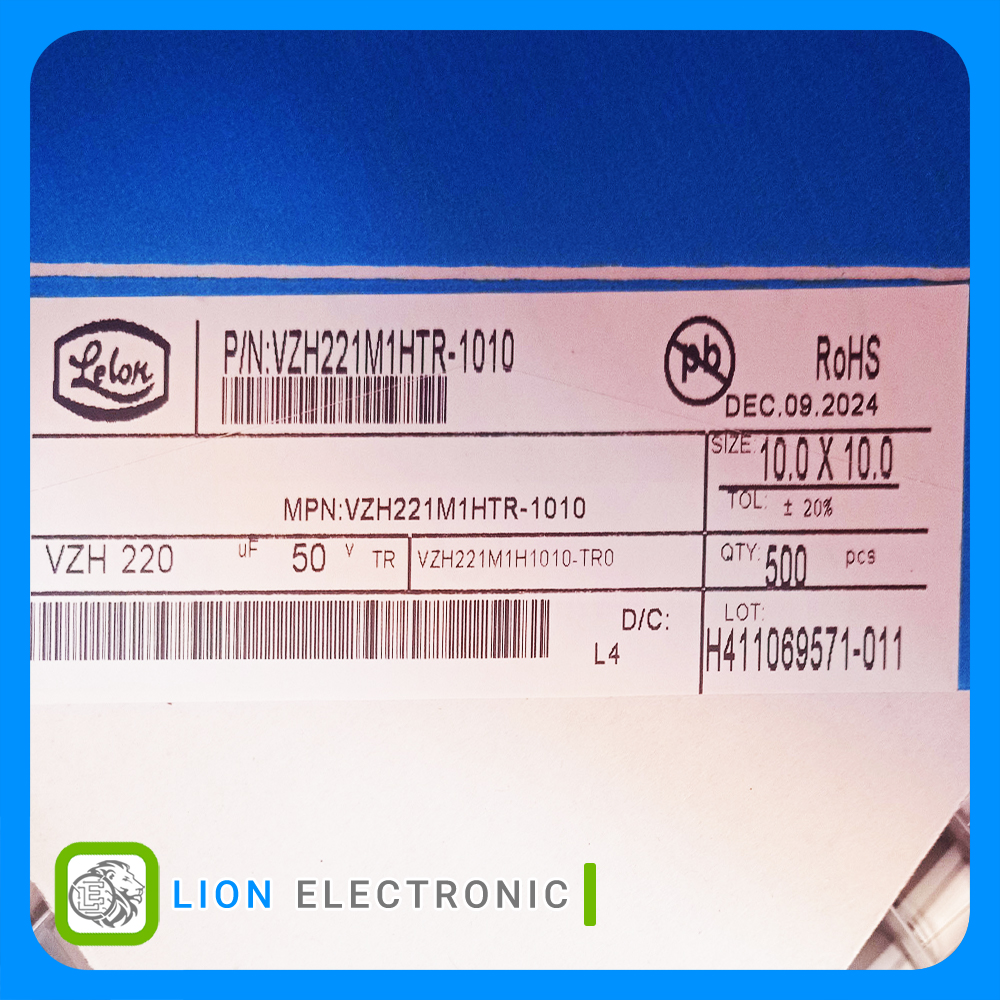 Lelon
P/N:VZH221M1HTR-1010
pb
RoHS
DEC.09.2024
SIZE: 10.0 X 10.0
MPN:VZH221M1HTR-1010
TOL: ± 20%
VZH 220 uF 50 V TR
VZH221M1H1010-TR0
QTY: 500 pcs
D/C:
L4
LOT:
H411069571-011
LE
LION ELECTRONIC